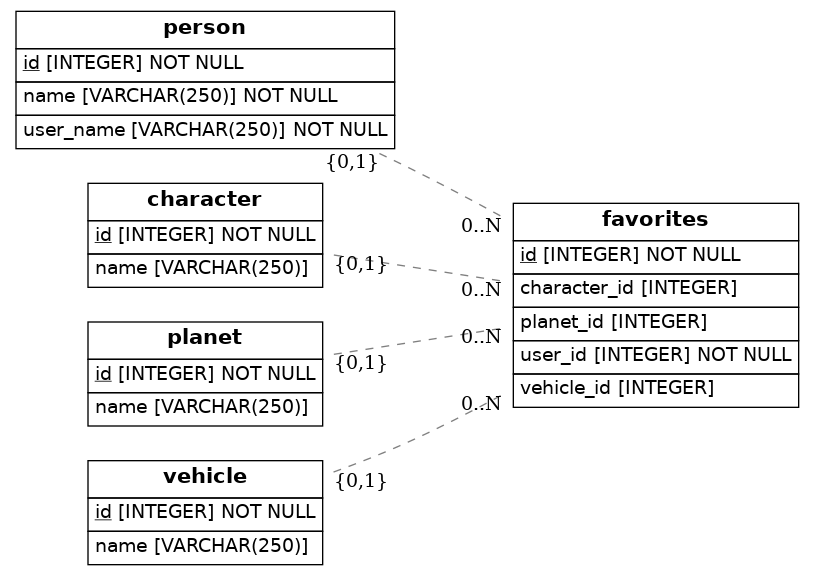 person
id [INTEGER] NOT NULL
name [VARCHAR(250)] NOT NULL
user_name [VARCHAR(250)] NOT NULL
{0,1}
0..N
character
id [INTEGER] NOT NULL
name [VARCHAR(250)]
{0,1}
0..N
planet
id [INTEGER] NOT NULL
name [VARCHAR(250)]
{0,1}
0..N
vehicle
id [INTEGER] NOT NULL
name [VARCHAR(250)]
{0,1}
0..N
favorites
id [INTEGER] NOT NULL
character_id [INTEGER]
planet_id [INTEGER]
user_id [INTEGER] NOT NULL
vehicle_id [INTEGER]